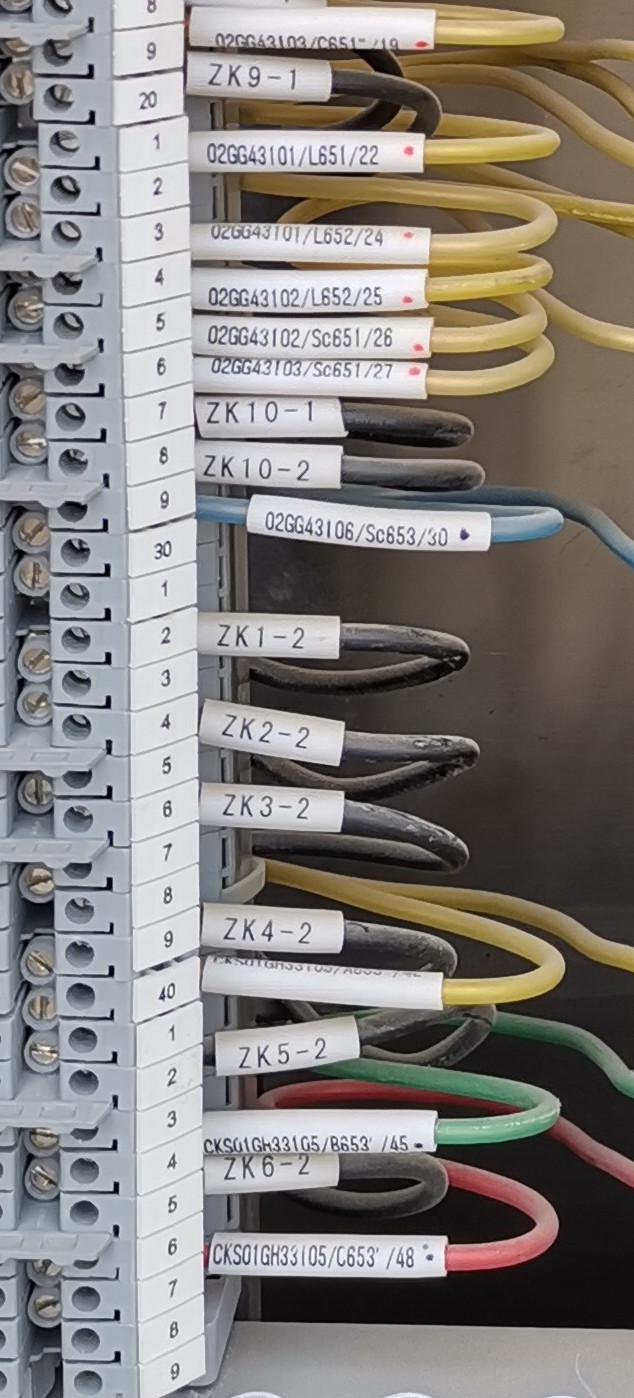 8
02GG43103/C651-/19
9
ZK9-1
20
1
02GG43101/L651/22
2
3
02GG43101/L652/24
4
02GG43102/L652/25
5
02GG43102/Sc651/26
6
02GG43103/Sc651/27
7
ZK10-1
8
ZK10-2
9
02GG43106/Sc653/30
30
1
2
ZK1-2
3
4
ZK2-2
5
6
ZK3-2
7
8
9
ZK4-2
40
1
ZK5-2
2
3
CKS01GH33105/B653'/45
4
ZK6-2
5
6
CKS01GH33105/C653'/48
7
8
9